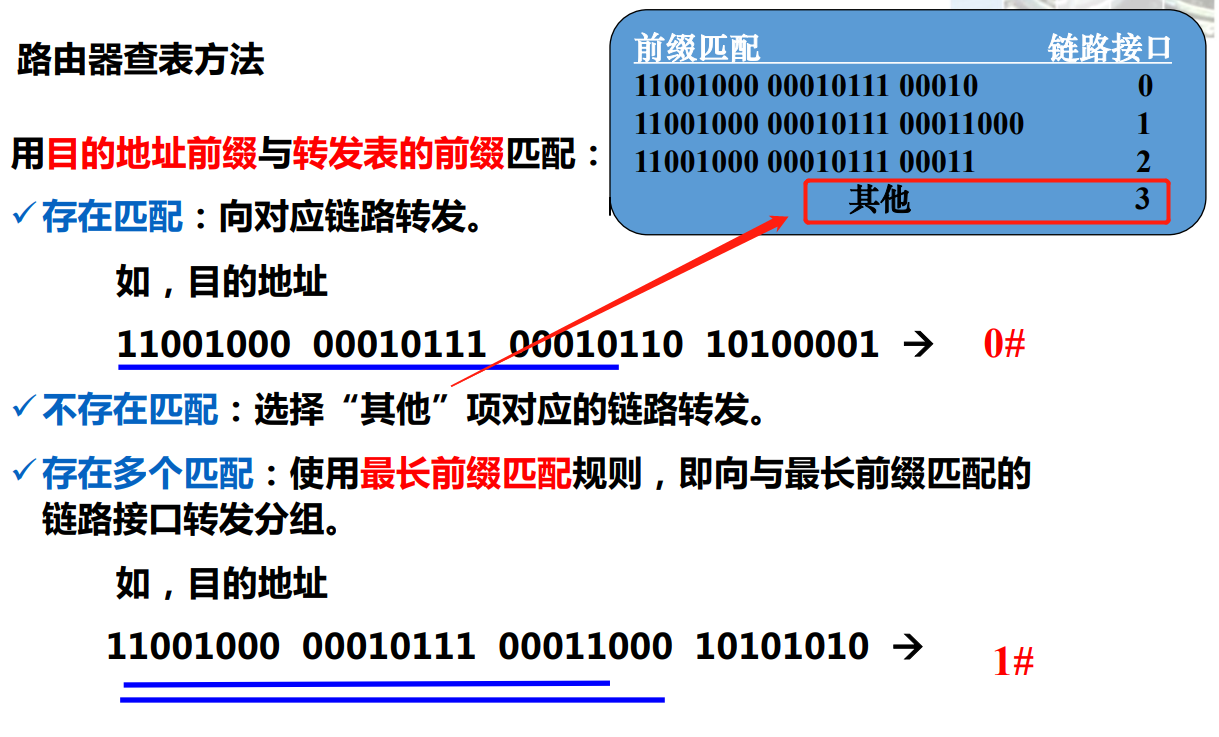 路由器查表方法
前缀匹配 链路接口
11001000 00010111 00010 0
11001000 00010111 00011000 1
11001000 00010111 00011 2
其他 3
用目的地址前缀与转发表的前缀匹配：
✓存在匹配：向对应链路转发。
如，目的地址
11001000 00010111 00010110 10100001 → 0#
✓不存在匹配：选择“其他”项对应的链路转发。
✓存在多个匹配：使用最长前缀匹配规则，即向与最长前缀匹配的
链路接口转发分组。
如，目的地址
11001000 00010111 00011000 10101010 → 1#